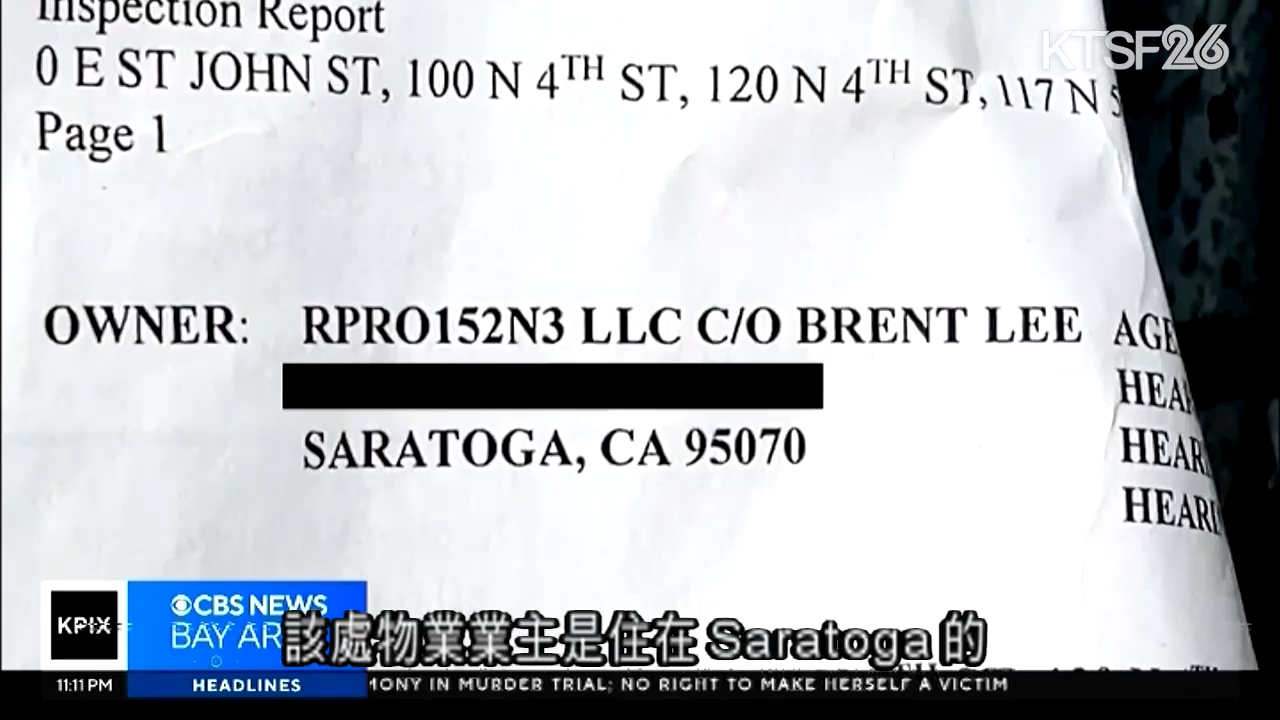 Inspection Report
KTSF26
0 E ST JOHN ST, 100 N 4TH ST, 120 N 4TH ST, 117 N 5
Page 1
OWNER: RPRO152N3 LLC C/O BRENT LEE
SARATOGA, CA 95070
CBS NEWS
KPIX
該處物業業主是住在 Saratoga 的
11:11 PM HEADLINES IN MURDER TRIAL; NO RIGHT TO MAKE HERSELF A VICTIM